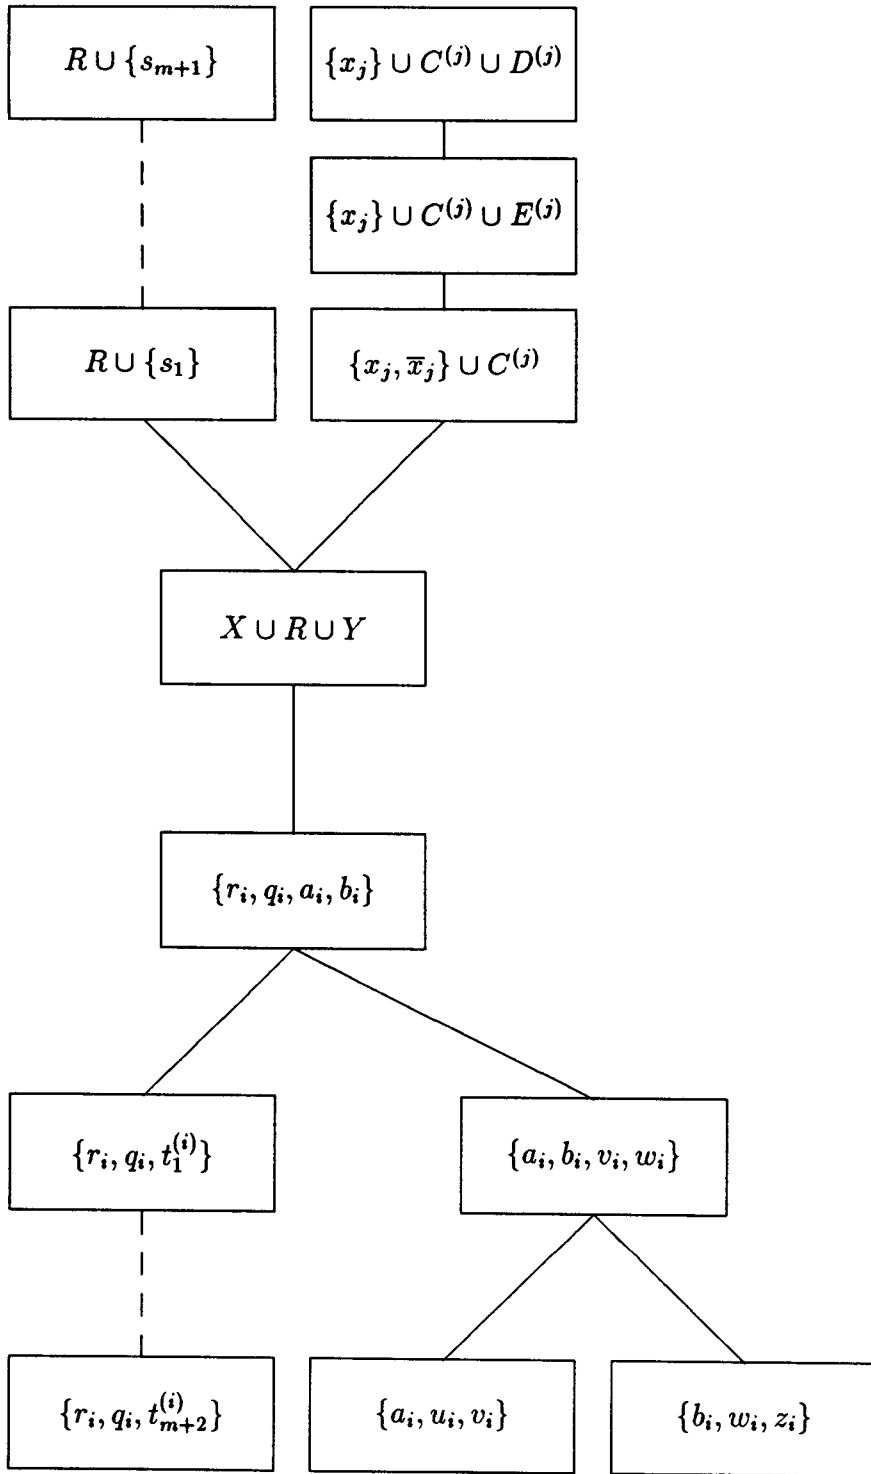 R ∪ {s_{m+1}}
{x_j} ∪ C^{(j)} ∪ D^{(j)}
{x_j} ∪ C^{(j)} ∪ E^{(j)}
R ∪ {s_1}
{x_j, x̄_j} ∪ C^{(j)}
X ∪ R ∪ Y
{r_i, q_i, a_i, b_i}
{r_i, q_i, t_1^{(i)}}
{a_i, b_i, v_i, w_i}
{r_i, q_i, t_{m+2}^{(i)}}
{a_i, u_i, v_i}
{b_i, w_i, z_i}